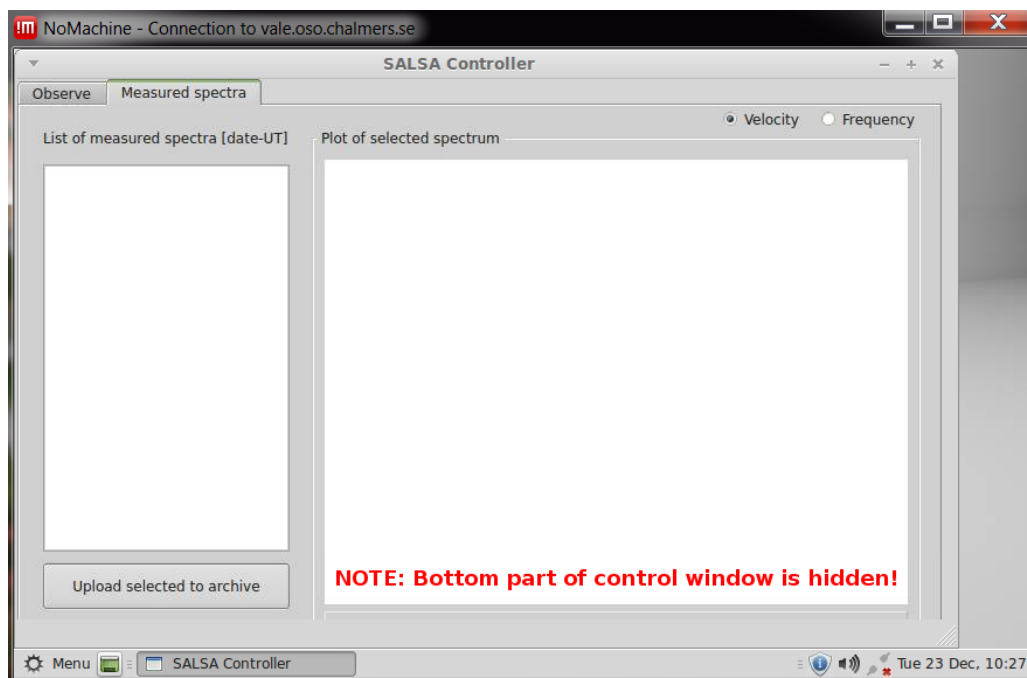 !M NoMachine - Connection to vale.oso.chalmers.se
SALSA Controller
Observe Measured spectra
Velocity Frequency
List of measured spectra [date-UT] Plot of selected spectrum
NOTE: Bottom part of control window is hidden!
Upload selected to archive
Menu SALSA Controller Tue 23 Dec, 10:27